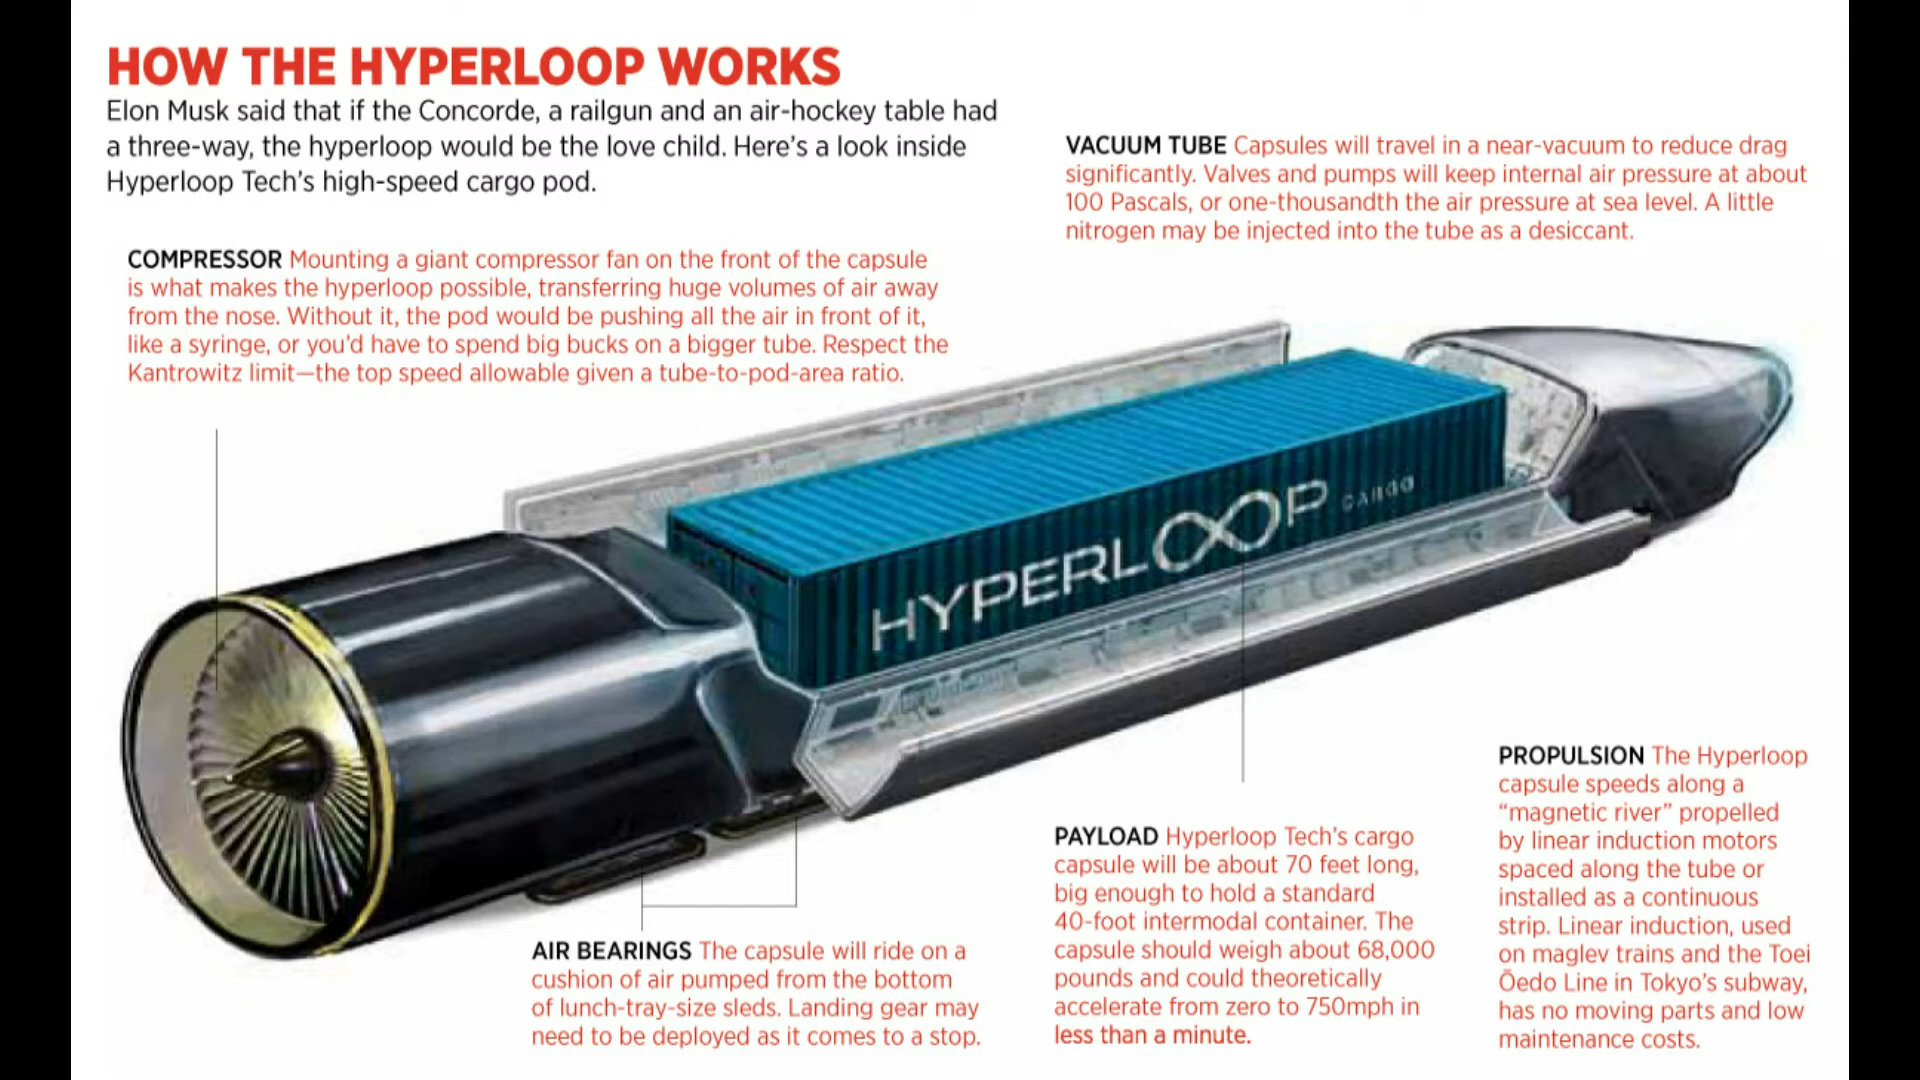 HOW THE HYPERLOOP WORKS
Elon Musk said that if the Concorde, a railgun and an air-hockey table had
a three-way, the hyperloop would be the love child. Here’s a look inside
Hyperloop Tech’s high-speed cargo pod.
VACUUM TUBE Capsules will travel in a near-vacuum to reduce drag
significantly. Valves and pumps will keep internal air pressure at about
100 Pascals, or one-thousandth the air pressure at sea level. A little
nitrogen may be injected into the tube as a desiccant.
COMPRESSOR Mounting a giant compressor fan on the front of the capsule
is what makes the hyperloop possible, transferring huge volumes of air away
from the nose. Without it, the pod would be pushing all the air in front of it,
like a syringe, or you’d have to spend big bucks on a bigger tube. Respect the
Kantrowitz limit—the top speed allowable given a tube-to-pod-area ratio.
HYPERLOOP CARGO
AIR BEARINGS The capsule will ride on a
cushion of air pumped from the bottom
of lunch-tray-size sleds. Landing gear may
need to be deployed as it comes to a stop.
PAYLOAD Hyperloop Tech’s cargo
capsule will be about 70 feet long,
big enough to hold a standard
40-foot intermodal container. The
capsule should weigh about 68,000
pounds and could theoretically
accelerate from zero to 750mph in
less than a minute.
PROPULSION The Hyperloop
capsule speeds along a
“magnetic river” propelled
by linear induction motors
spaced along the tube or
installed as a continuous
strip. Linear induction, used
on maglev trains and the Toei
Ōedo Line in Tokyo’s subway,
has no moving parts and low
maintenance costs.